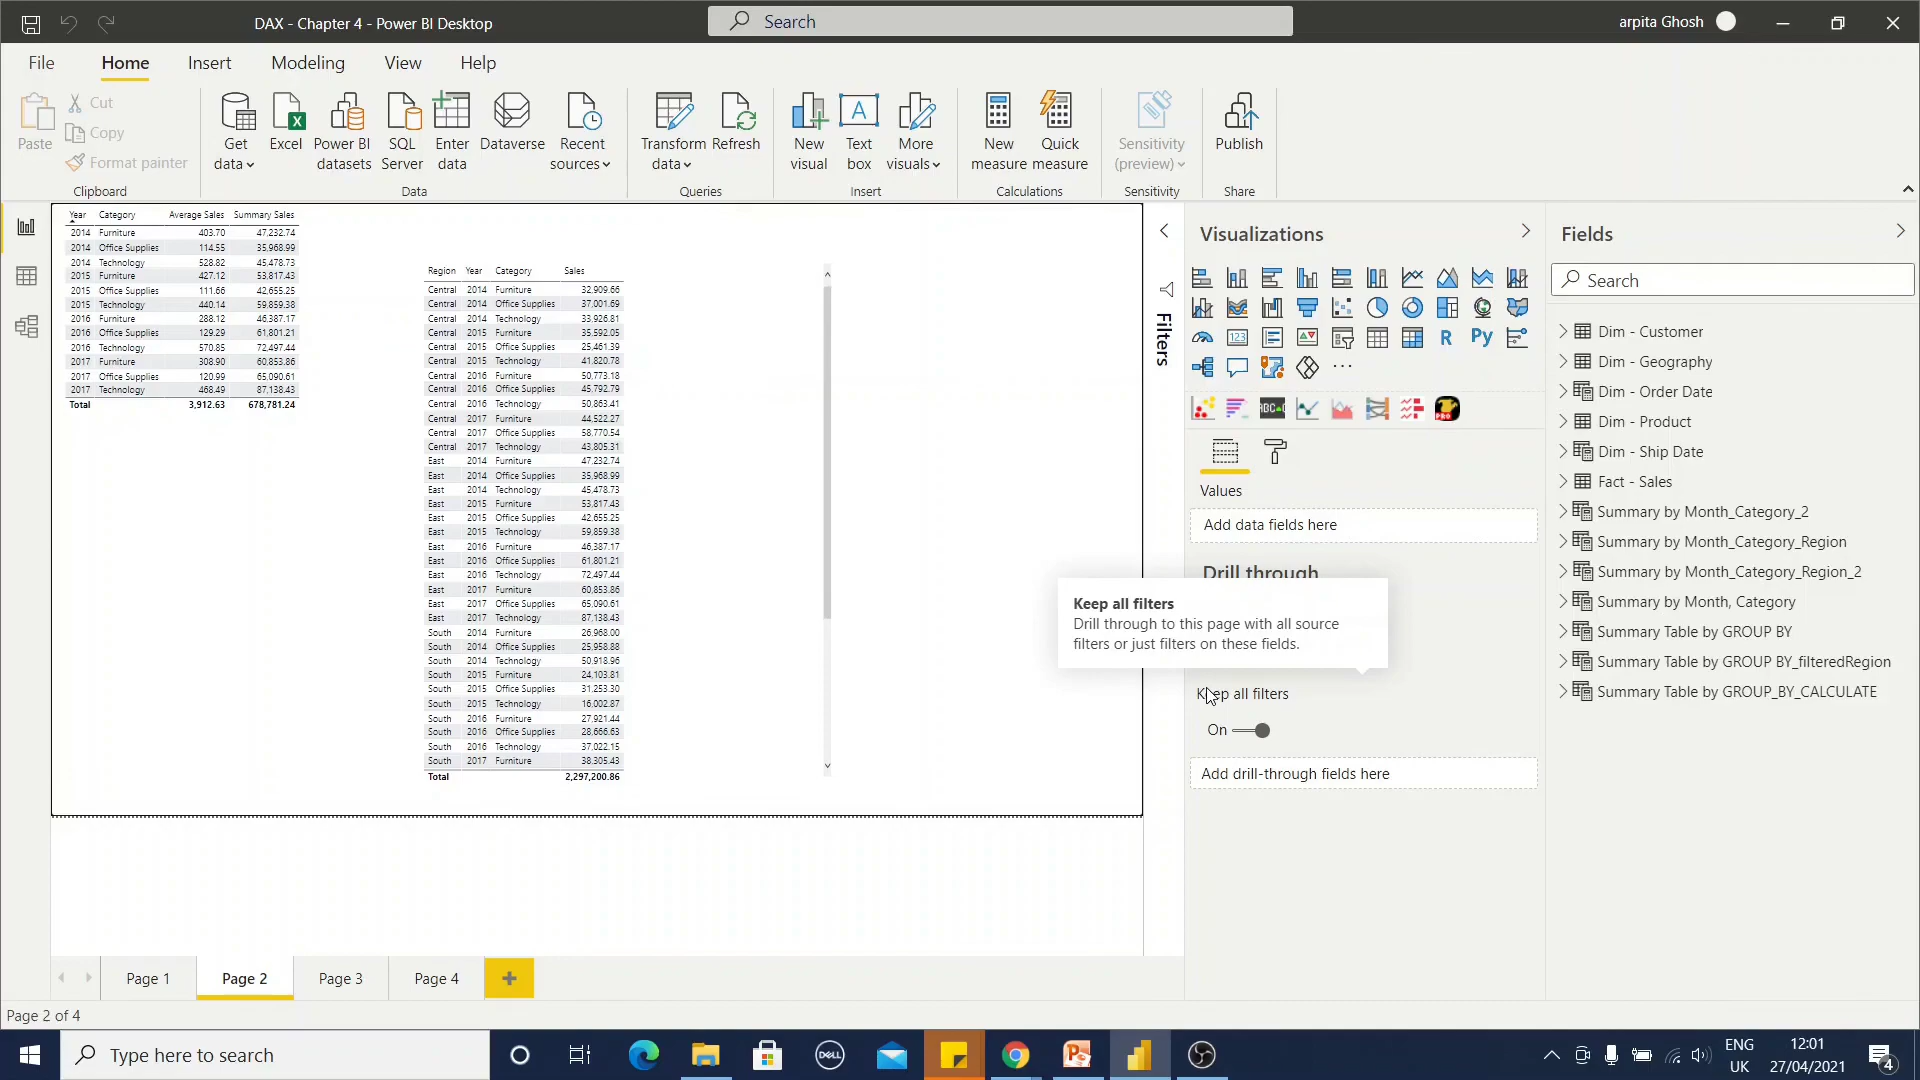 DAX - Chapter 4 - Power BI Desktop
Search
arpita Ghosh
File Home Insert Modeling View Help
Paste
Cut
Copy
Format painter
Clipboard
Get data
Excel
Power BI datasets
SQL Server
Enter data
Dataverse
Recent sources
Data
Transform data
Refresh
Queries
New visual
Text box
More visuals
Insert
New measure
Quick measure
Calculations
Sensitivity (preview)
Sensitivity
Publish
Share
Year Category Average Sales Summary Sales
2014 Furniture 403.70 47,232.74
2014 Office Supplies 114.55 35,968.99
2014 Technology 528.82 45,478.73
2015 Furniture 427.12 53,817.43
2015 Office Supplies 111.66 42,655.25
2015 Technology 440.14 59,859.38
2016 Furniture 288.12 46,387.17
2016 Office Supplies 129.29 61,801.21
2016 Technology 570.85 72,497.44
2017 Furniture 308.90 60,853.86
2017 Office Supplies 120.99 65,090.61
2017 Technology 468.49 87,138.43
Total 3,912.63 678,781.24
Region Year Category Sales
Central 2014 Furniture 32,909.66
Central 2014 Office Supplies 37,001.69
Central 2014 Technology 33,926.81
Central 2015 Furniture 35,592.05
Central 2015 Office Supplies 25,461.39
Central 2015 Technology 41,820.78
Central 2016 Furniture 50,773.18
Central 2016 Office Supplies 45,792.79
Central 2016 Technology 50,863.41
Central 2017 Furniture 44,522.27
Central 2017 Office Supplies 58,770.54
Central 2017 Technology 43,805.31
East 2014 Furniture 47,232.74
East 2014 Office Supplies 35,968.99
East 2014 Technology 45,478.73
East 2015 Furniture 53,817.43
East 2015 Office Supplies 42,655.25
East 2015 Technology 59,859.38
East 2016 Furniture 46,387.17
East 2016 Office Supplies 61,801.21
East 2016 Technology 72,497.44
East 2017 Furniture 60,853.86
East 2017 Office Supplies 65,090.61
East 2017 Technology 87,138.43
South 2014 Furniture 26,968.00
South 2014 Office Supplies 25,958.88
South 2014 Technology 50,918.96
South 2015 Furniture 24,103.81
South 2015 Office Supplies 31,253.30
South 2015 Technology 16,002.87
South 2016 Furniture 27,921.44
South 2016 Office Supplies 28,666.63
South 2016 Technology 37,022.15
South 2017 Furniture 38,305.43
Total 2,297,200.86
Filters
Visualizations
123
R
Py
ABC
PRO
Values
Add data fields here
Drill through
Keep all filters
Drill through to this page with all source
filters or just filters on these fields.
Keep all filters
On
Add drill-through fields here
Fields
Search
Dim - Customer
Dim - Geography
Dim - Order Date
Dim - Product
Dim - Ship Date
Fact - Sales
Summary by Month_Category_2
Summary by Month_Category_Region
Summary by Month_Category_Region_2
Summary by Month, Category
Summary Table by GROUP BY
Summary Table by GROUP BY_filteredRegion
Summary Table by GROUP_BY_CALCULATE
Page 1 Page 2 Page 3 Page 4 +
Page 2 of 4
Type here to search
DELL
ENG
UK
12:01
27/04/2021
4